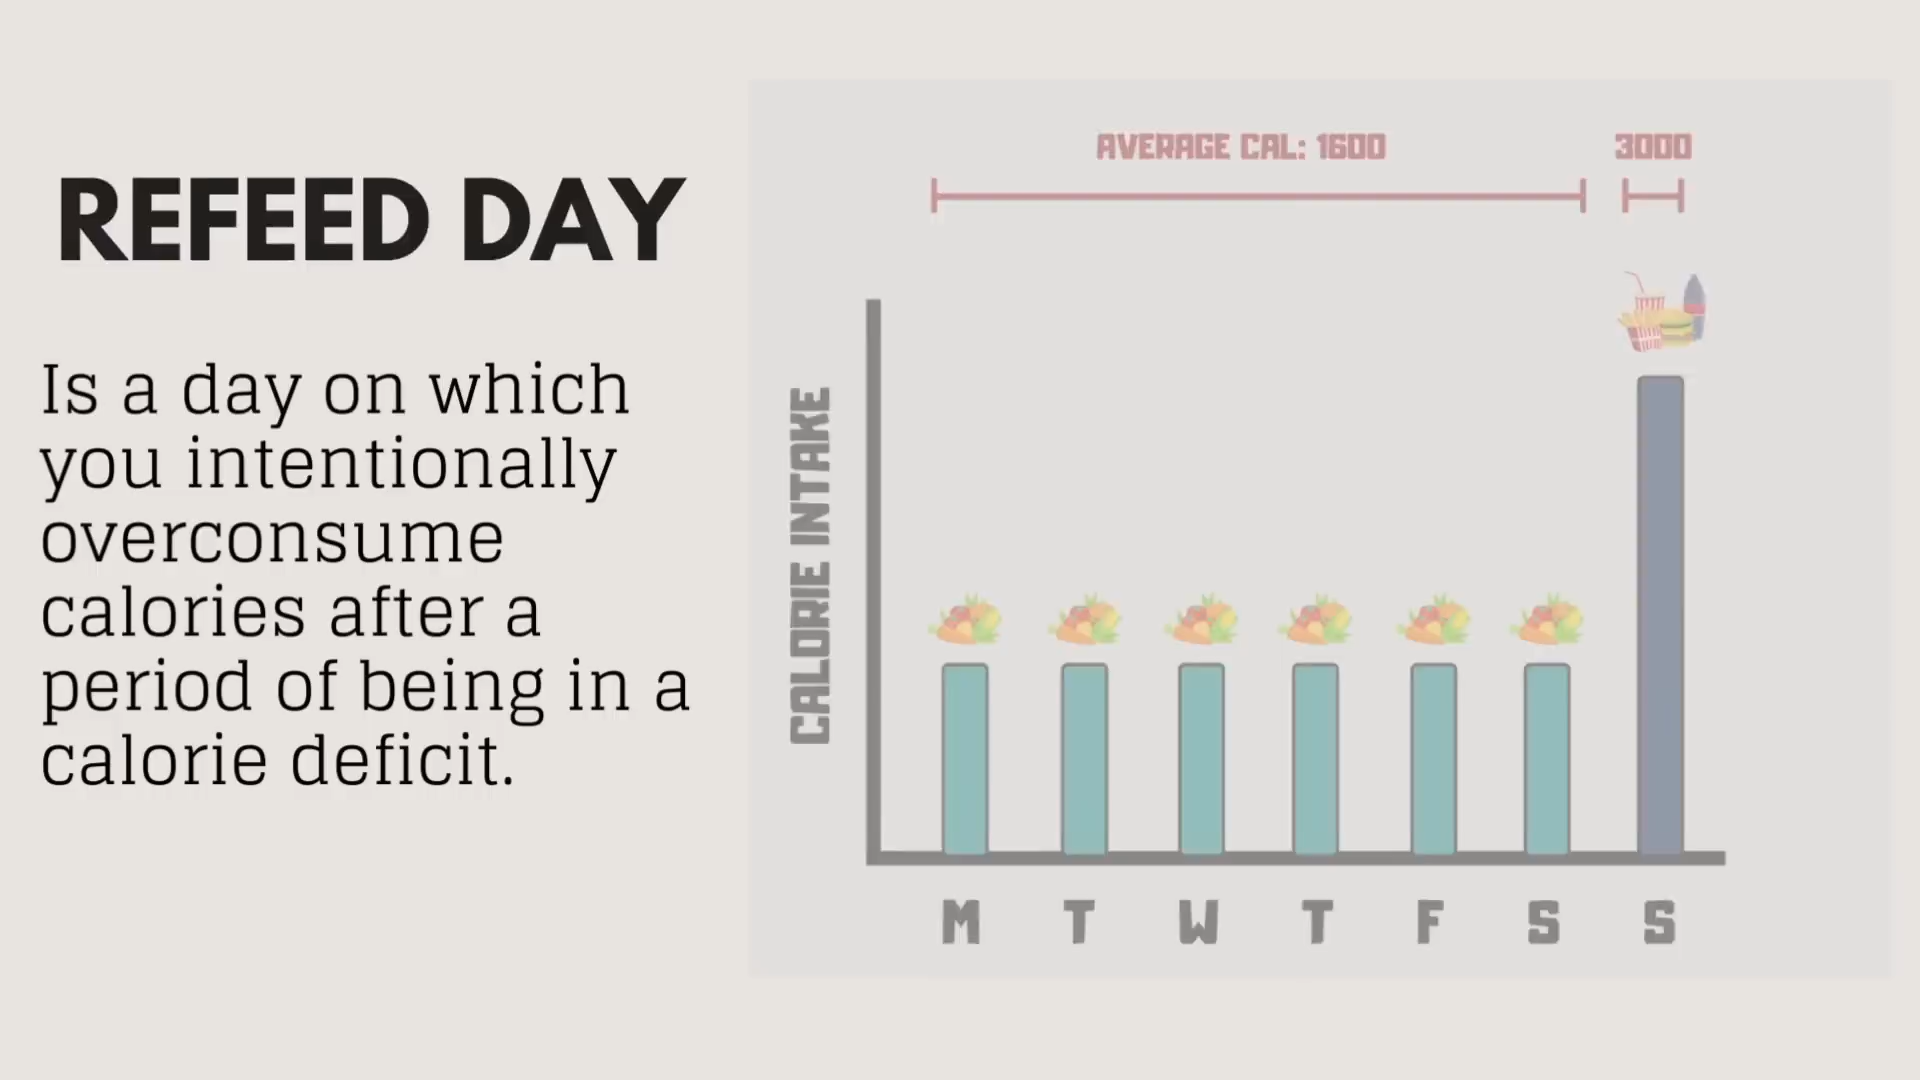 REFEED DAY
Is a day on which
you intentionally
overconsume
calories after a
period of being in a
calorie deficit.
AVERAGE CAL: 1600
3000
CALORIE INTAKE
M T W T F S S